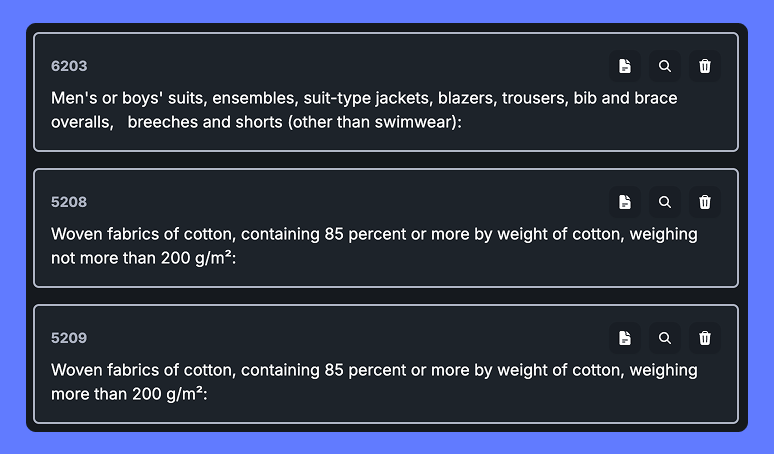 6203
Men's or boys' suits, ensembles, suit-type jackets, blazers, trousers, bib and brace
overalls,   breeches and shorts (other than swimwear):
5208
Woven fabrics of cotton, containing 85 percent or more by weight of cotton, weighing
not more than 200 g/m²:
5209
Woven fabrics of cotton, containing 85 percent or more by weight of cotton, weighing
more than 200 g/m²: